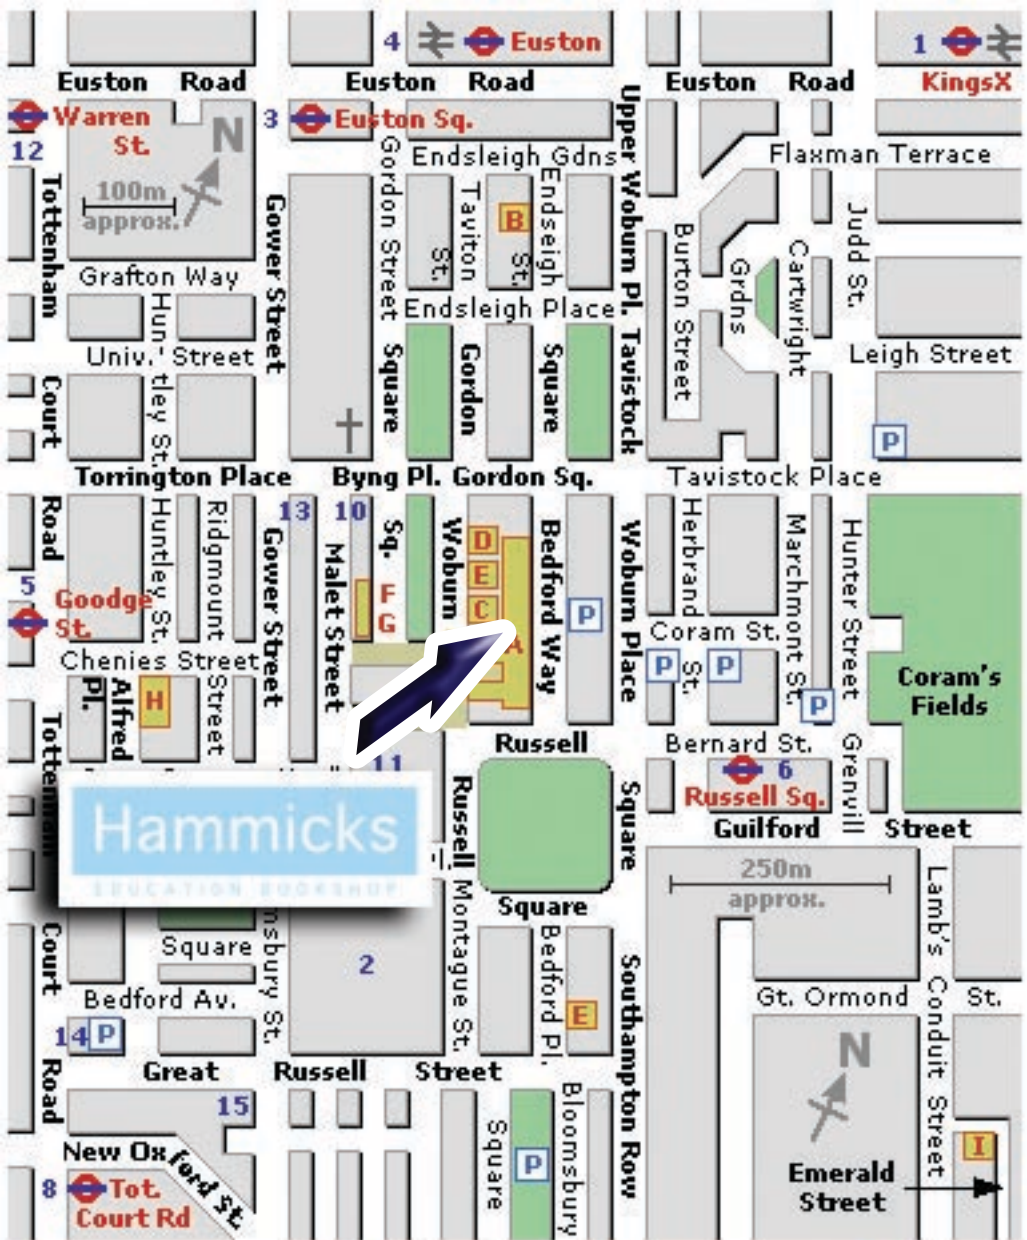 4 Euston 1
Euston Road Euston Road Euston Road KingsX
Warren St. 3 Euston Sq.
12
N
100m
approx.
Endsleigh Gdns
Flaxman Terrace
Upper Woburn Pl.
Tottenham
Gower Street
Gordon Street
Taviton St.
B
Endseigh St.
Burton Street
Cartwright
Grdns
Judd St.
Grafton Way
Endsleigh Place
Huntley St.
Univ. Street
Leigh Street
Court
Square
Gordon
Square
Tavistock
P
Torrington Place Byng Pl. Gordon Sq. Tavistock Place
Road
Huntley St.
Ridgmount
Street
Gower Street
13 10
Malet Street
Sq.
F
G
Woburn
D
E
C
A
Bedford Way
P
Woburn Place
Herbrand
St.
Marchmont St.
Hunter Street
5 Goodge St.
Coram St.
P P P
Chenies Street
Coram's
Fields
Pl.
Alfred
H
Russell
Bernard St.
11
6
Russell Sq.
Grenvill
Hammicks
EDUCATION BOOKSHOP
Russell
Square
Guilford Street
250m
approx.
Square
Montague St.
Court
Square
2
Bedford Pl.
E
Southampton Row
Lamb's
Conduit Street
Bedford Av.
Gt. Ormond St.
14 P
Road
Great Russell Street
N
15
Square
P
Bloomsbury
New Oxford St.
I
Emerald
Street
8 Tot.
Court Rd